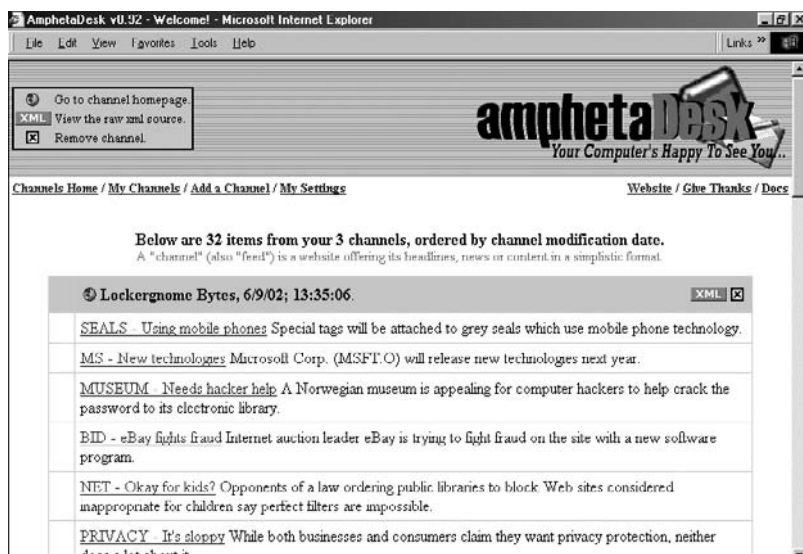 AmphetaDesk v0.92 - Welcome! - Microsoft Internet Explorer
File Edit View Favorites Tools Help Links »
Go to channel homepage.
XML View the raw xml source.
Remove channel.
amphetaDesk
Your Computer's Happy To See You...
Channels Home / My Channels / Add a Channel / My Settings Website / Give Thanks / Docs
Below are 32 items from your 3 channels, ordered by channel modification date.
A "channel" (also "feed") is a website offering its headlines, news or content in a simplistic format.
Lockergnome Bytes, 6/9/02; 13:35:06. XML
SEALS - Using mobile phones Special tags will be attached to grey seals which use mobile phone technology.
MS - New technologies Microsoft Corp. (MSFT.O) will release new technologies next year.
MUSEUM - Needs hacker help A Norwegian museum is appealing for computer hackers to help crack the
password to its electronic library.
BID - eBay fights fraud Internet auction leader eBay is trying to fight fraud on the site with a new software
program.
NET - Okay for kids? Opponents of a law ordering public libraries to block Web sites considered
inappropriate for children say perfect filters are impossible.
PRIVACY - It's sloppy While both businesses and consumers claim they want privacy protection, neither
does a lot about it.